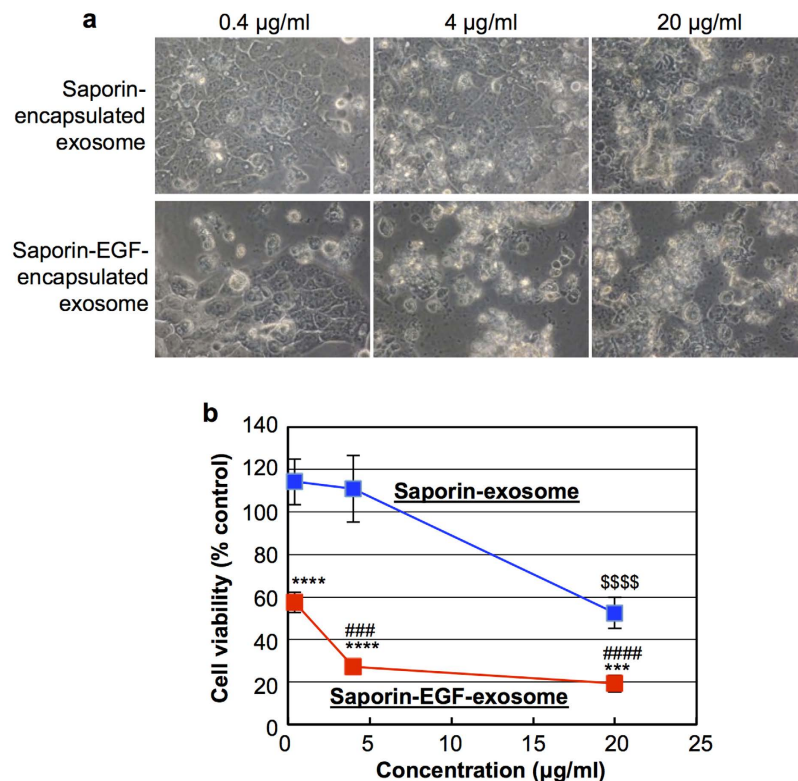 a
0.4 µg/ml
4 µg/ml
20 µg/ml
Saporin-
encapsulated
exosome
Saporin-EGF-
encapsulated
exosome
b
140
120
100
80
60
40
20
0
Cell viability (% control)
Saporin-exosome
$$$$
****
###
****
####
***
Saporin-EGF-exosome
0
5
10
15
20
25
Concentration (µg/ml)